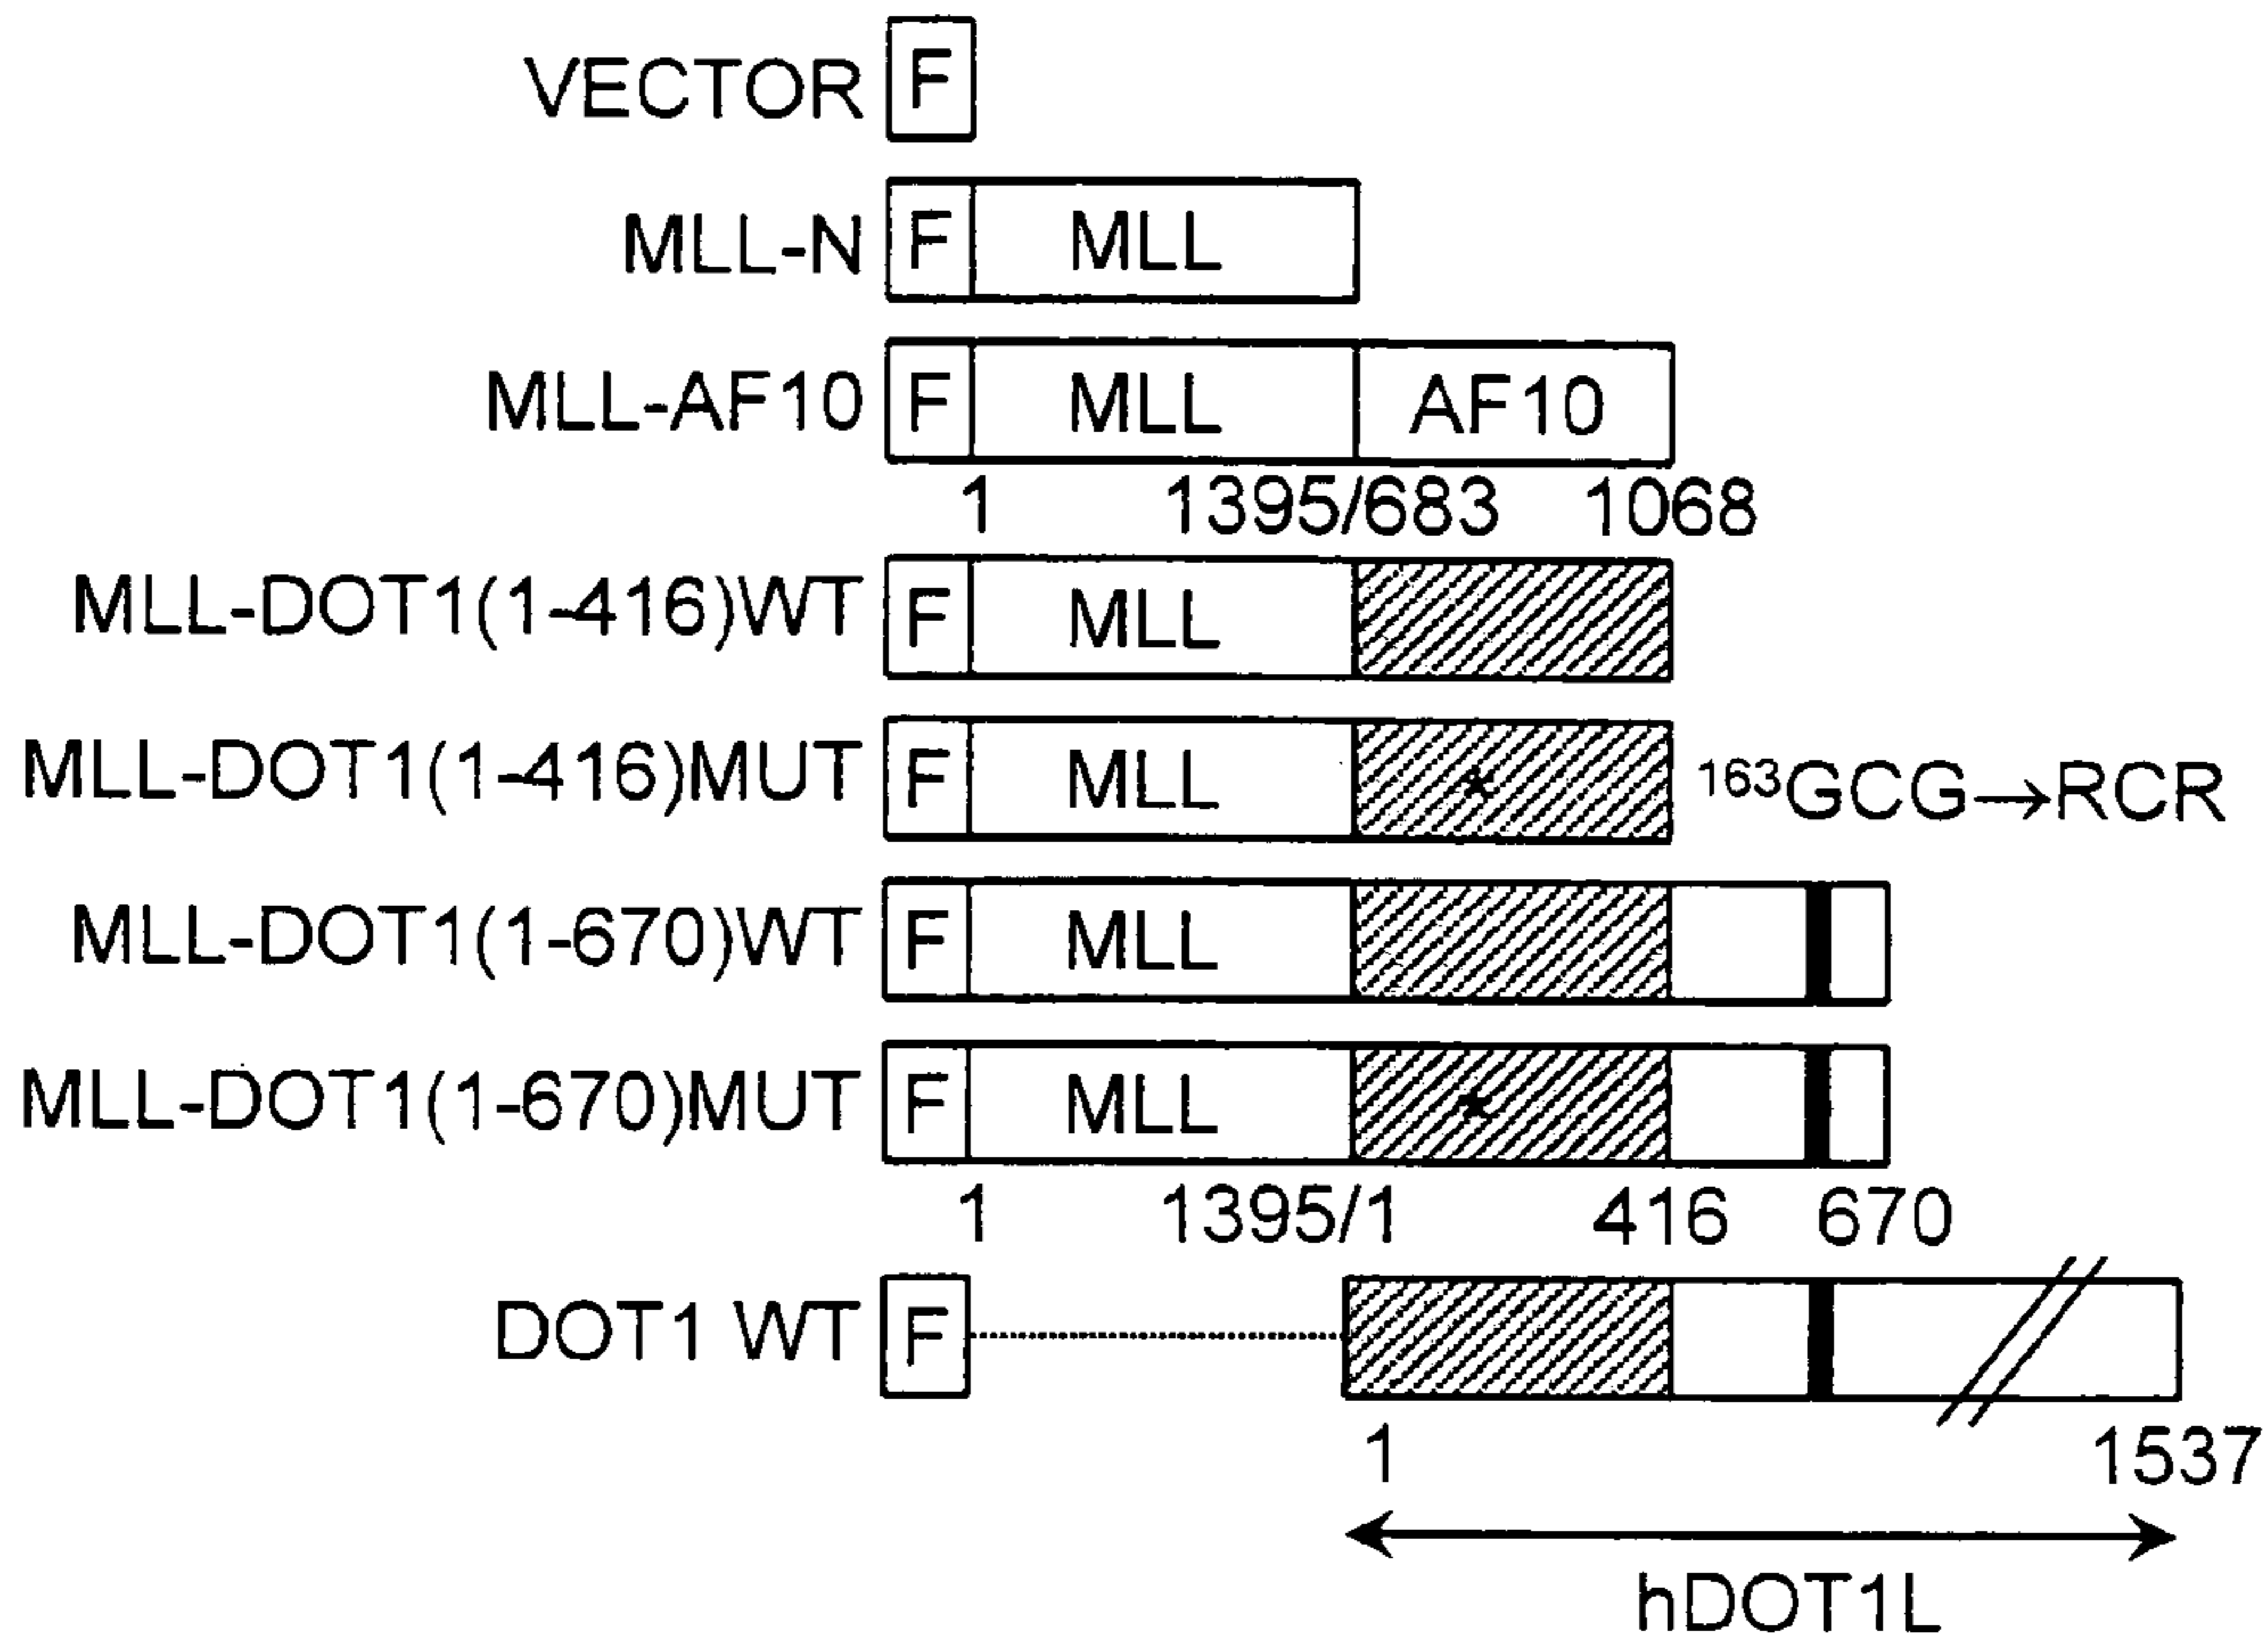 VECTOR F
MLL-N F MLL
MLL-AF10 F MLL AF10
1 1395/683 1068
MLL-DOT1(1-416)WT F MLL
MLL-DOT1(1-416)MUT F MLL * ¹⁶³GCG→RCR
MLL-DOT1(1-670)WT F MLL
MLL-DOT1(1-670)MUT F MLL *
1 1395/1 416 670
DOT1 WT F
1 1537
hDOT1L